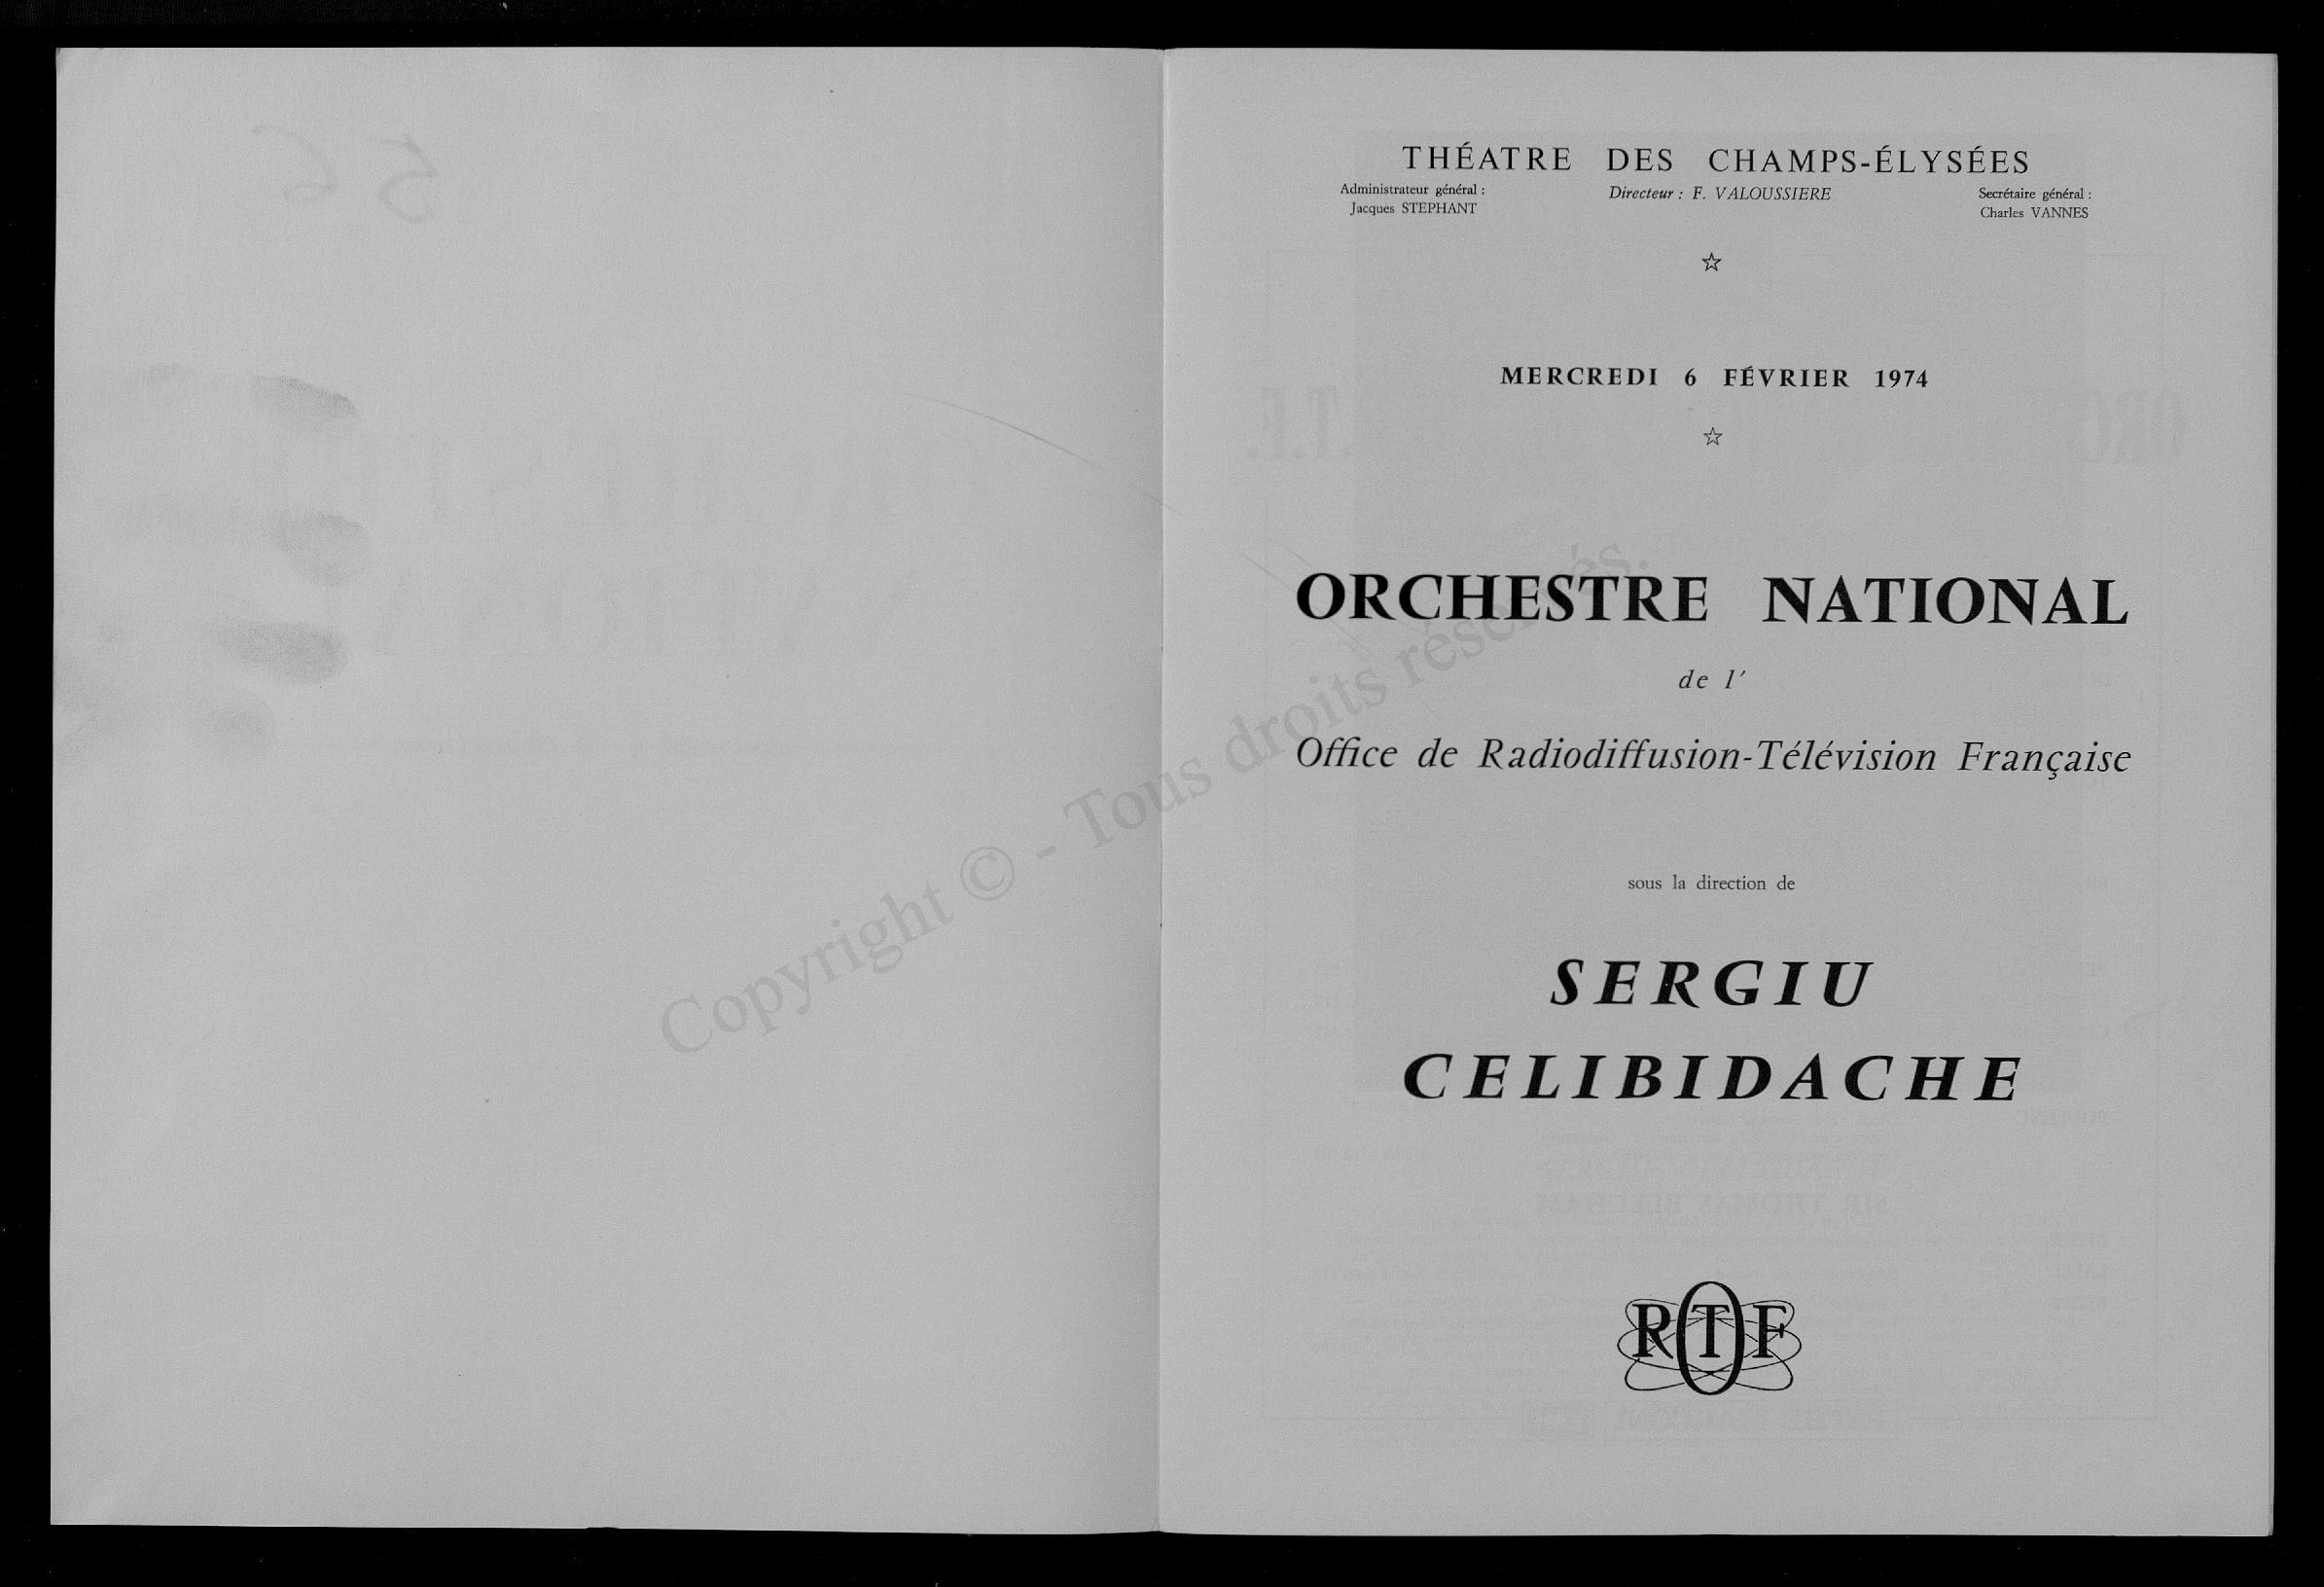 THÉATRE DES CHAMPS-ÉLYSÉES
Administrateur général :
Jacques STEPHANT
Directeur : F. VALOUSSIERE
Secrétaire général :
Charles VANNES
MERCREDI 6 FÉVRIER 1974
ORCHESTRE NATIONAL
de l'
Office de Radiodiffusion-Télévision Française
sous la direction de
SERGIU
CELIBIDACHE
ORTF
Copyright © - Tous droits réservés.